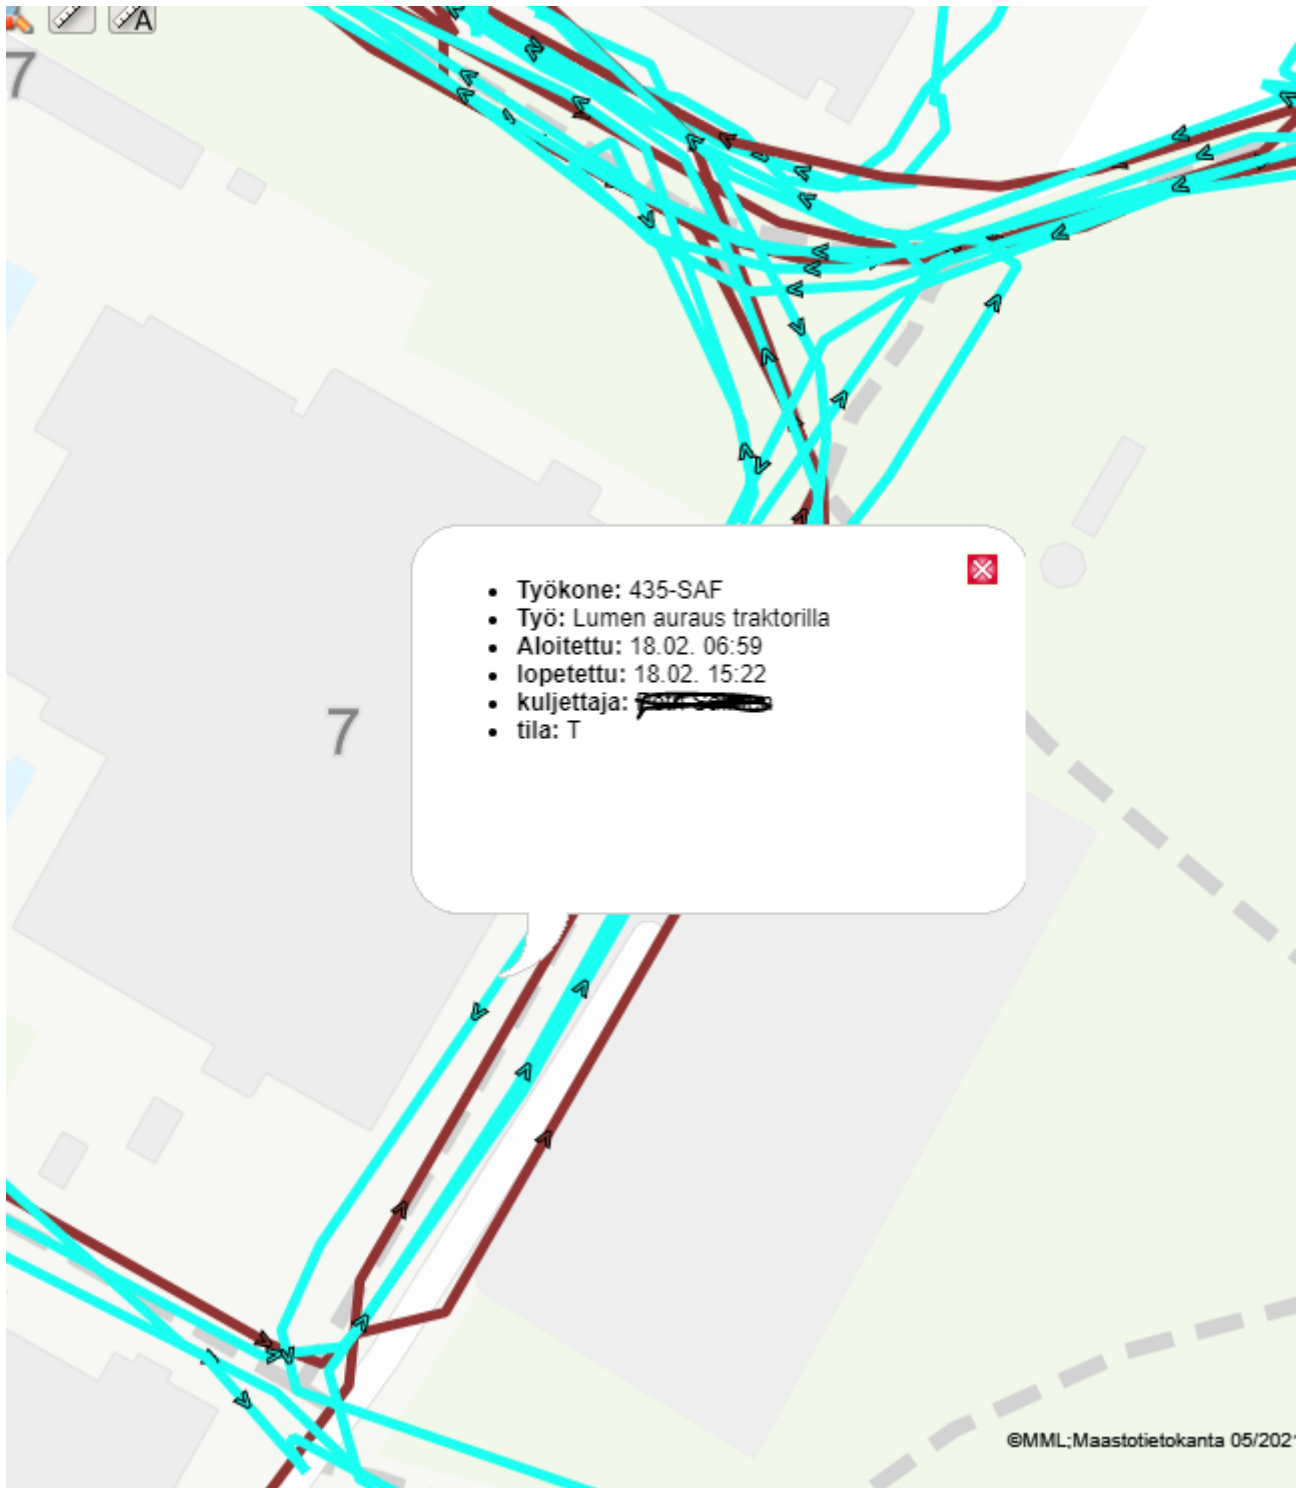 A
7
Työkone: 435-SAF
Työ: Lumen auraus traktorilla
Aloitettu: 18.02. 06:59
lopetettu: 18.02. 15:22
kuljettaja:
tila: T
7
©MML;Maastotietokanta 05/202